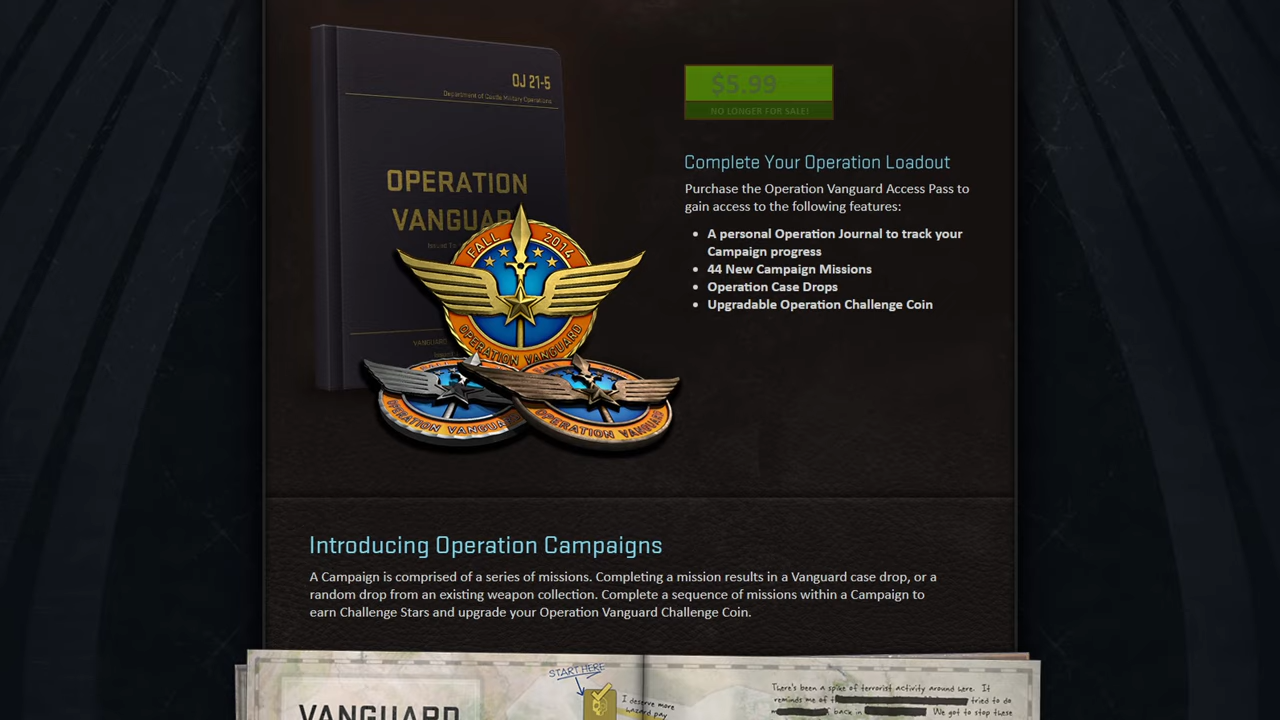 OJ 21-5
Department of Castle Military Operations
OPERATION
VANGUAR
FALL 2014
OPERATION VANGUARD
OPERATION VANGUA
OPERATION VANGUARD
VANGUARD
$5.99
NO LONGER FOR SALE!
Complete Your Operation Loadout
Purchase the Operation Vanguard Access Pass to
gain access to the following features:
• A personal Operation Journal to track your
Campaign progress
• 44 New Campaign Missions
• Operation Case Drops
• Upgradable Operation Challenge Coin
Introducing Operation Campaigns
A Campaign is comprised of a series of missions. Completing a mission results in a Vanguard case drop, or a
random drop from an existing weapon collection. Complete a sequence of missions within a Campaign to
earn Challenge Stars and upgrade your Operation Vanguard Challenge Coin.
VANGUARD
START HERE
I deserve more
hazard pay
There's been a spike of terrorist activity around here. It
reminds me of t tried to do
back in We got to stop these